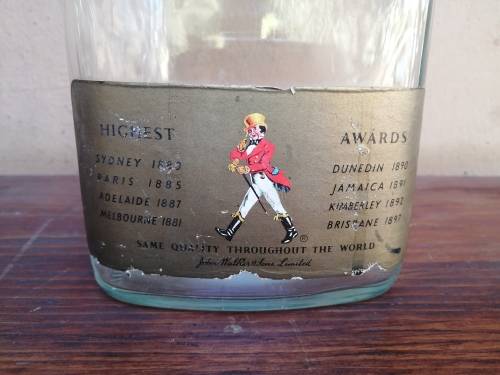 HIGHEST AWARDS
SYDNEY 1880
PARIS 1885
ADELAIDE 1887
MELBOURNE 1881
DUNEDIN 1890
JAMAICA 1891
KIMBERLEY 1892
BRISBANE 1897
®
SAME QUALITY THROUGHOUT THE WORLD
John Walker & Sons Limited